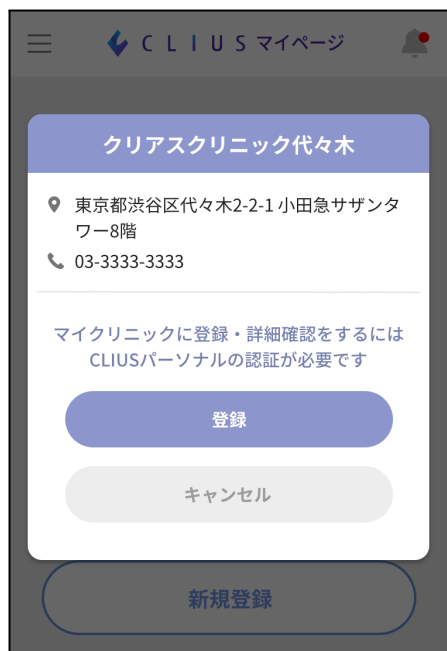 CLIUS マイページ
クリアスクリニック代々木
東京都渋谷区代々木2-2-1 小田急サザンタ
ワー8階
03-3333-3333
マイクリニックに登録・詳細確認をするには
CLIUSパーソナルの認証が必要です
登録
キャンセル
新規登録